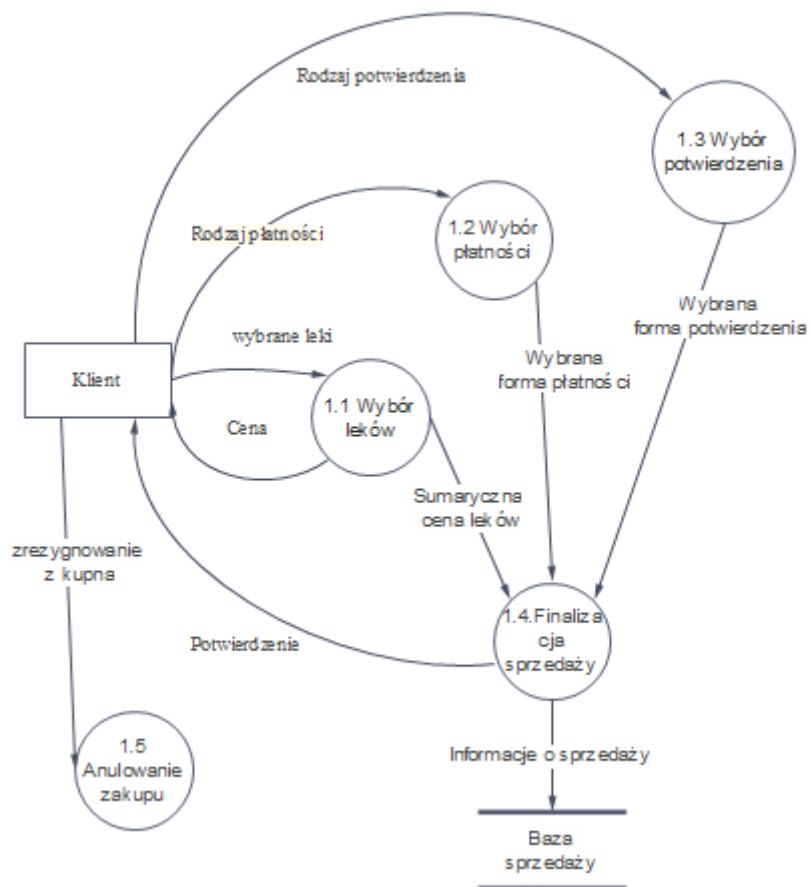 Rodzaj potwierdzenia
1.3 Wybór
potwierdzenia
Rodzaj płatności
1.2 Wybór
płatności
Wybrana
forma potwierdzenia
wybrane leki
Wybrana
forma płatności
Klient
1.1 Wybór
leków
Cena
Sumaryczna
cena leków
zrezygnowanie
z kupna
1.4.Finaliza
cja
sprzedaży
Potwierdzenie
1.5
Anulowanie
zakupu
Informacje o sprzedaży
Baza
sprzedaży